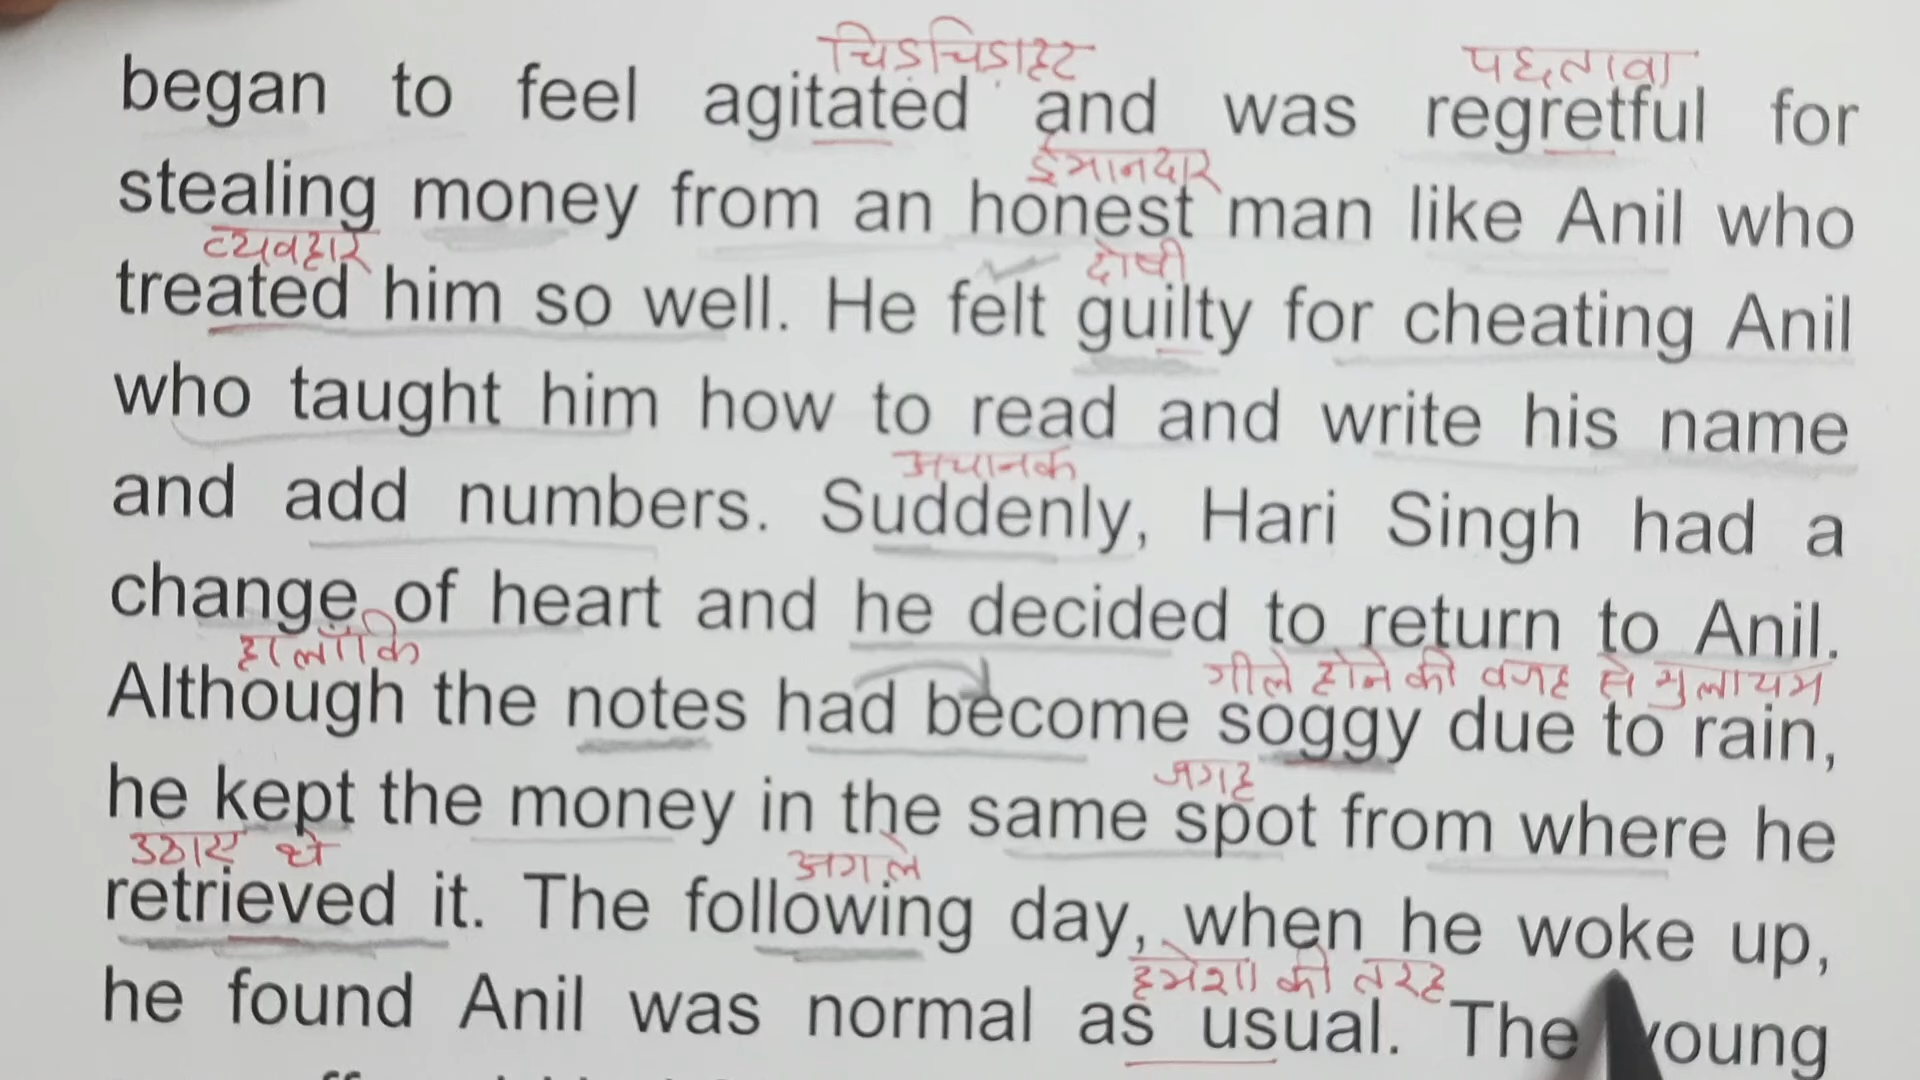 चिड़चिड़ाहट पछतावा
began to feel agitated and was regretful for
ईमानदार
stealing money from an honest man like Anil who
व्यवहार दोषी
treated him so well. He felt guilty for cheating Anil
who taught him how to read and write his name
अचानक
and add numbers. Suddenly, Hari Singh had a
change of heart and he decided to return to Anil.
हालाँकि गीले होने की वजह से मुलायम
Although the notes had become soggy due to rain,
जगह
he kept the money in the same spot from where he
उठाए थे अगले
retrieved it. The following day, when he woke up,
हमेशा की तरह
he found Anil was normal as usual. The young